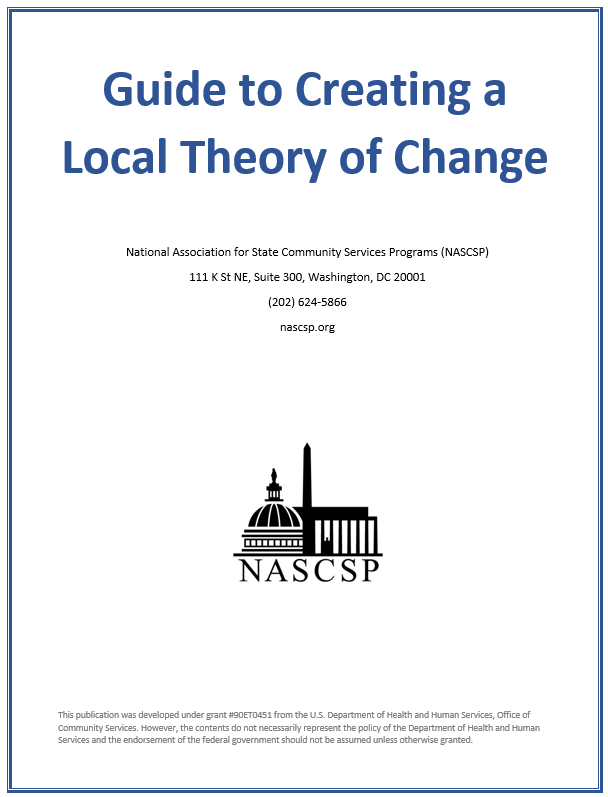 Guide to Creating a
Local Theory of Change
National Association for State Community Services Programs (NASCSP)
111 K St NE, Suite 300, Washington, DC 20001
(202) 624-5866
nascsp.org
NASCSP
This publication was developed under grant #90ET0451 from the U.S. Department of Health and Human Services, Office of
Community Services. However, the contents do not necessarily represent the policy of the Department of Health and Human
Services and the endorsement of the federal government should not be assumed unless otherwise granted.